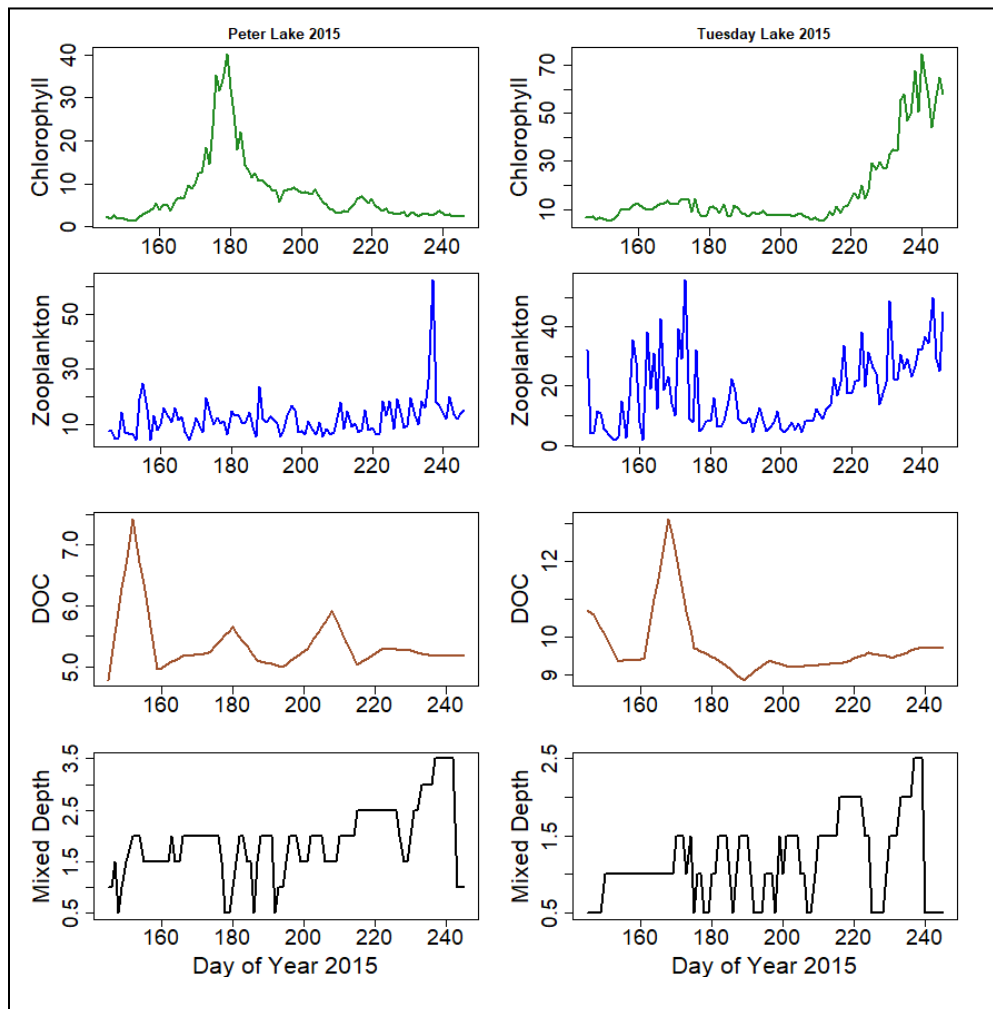 Peter Lake 2015
Tuesday Lake 2015
Chlorophyll
0 10 20 30 40
160 180 200 220 240
Chlorophyll
10 30 50 70
160 180 200 220 240
Zooplankton
10 30 50
160 180 200 220 240
Zooplankton
0 20 40
160 180 200 220 240
DOC
5.0 6.0 7.0
160 180 200 220 240
DOC
9 10 12
160 180 200 220 240
Mixed Depth
0.5 1.5 2.5 3.5
160 180 200 220 240
Day of Year 2015
Mixed Depth
0.5 1.5 2.5
160 180 200 220 240
Day of Year 2015